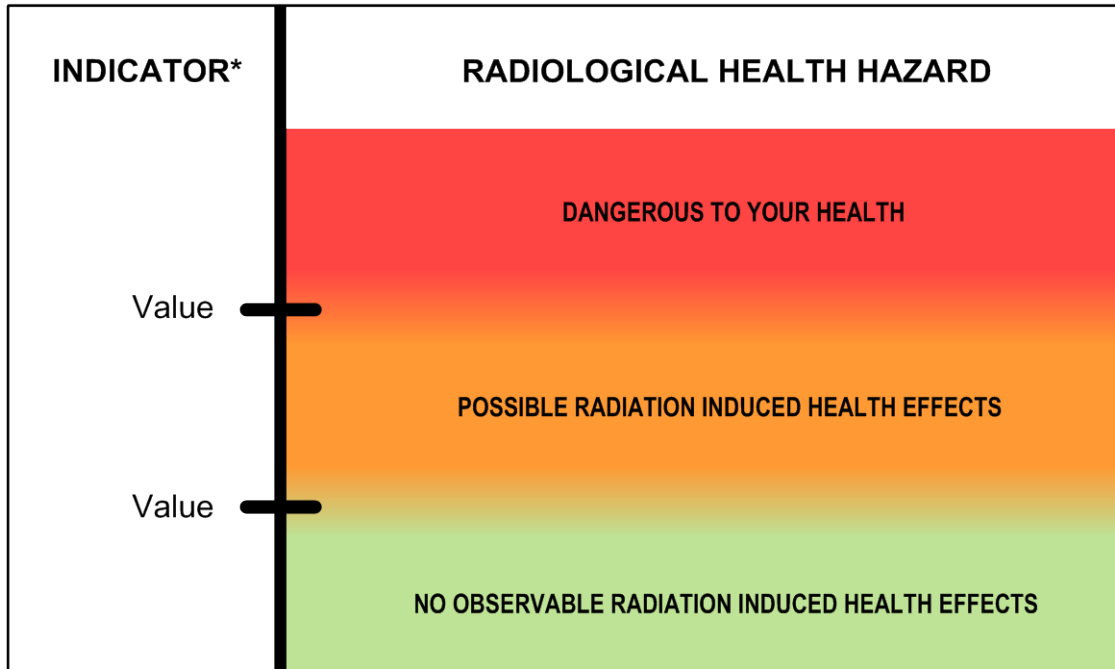 INDICATOR*
RADIOLOGICAL HEALTH HAZARD
DANGEROUS TO YOUR HEALTH
Value
POSSIBLE RADIATION INDUCED HEALTH EFFECTS
Value
NO OBSERVABLE RADIATION INDUCED HEALTH EFFECTS